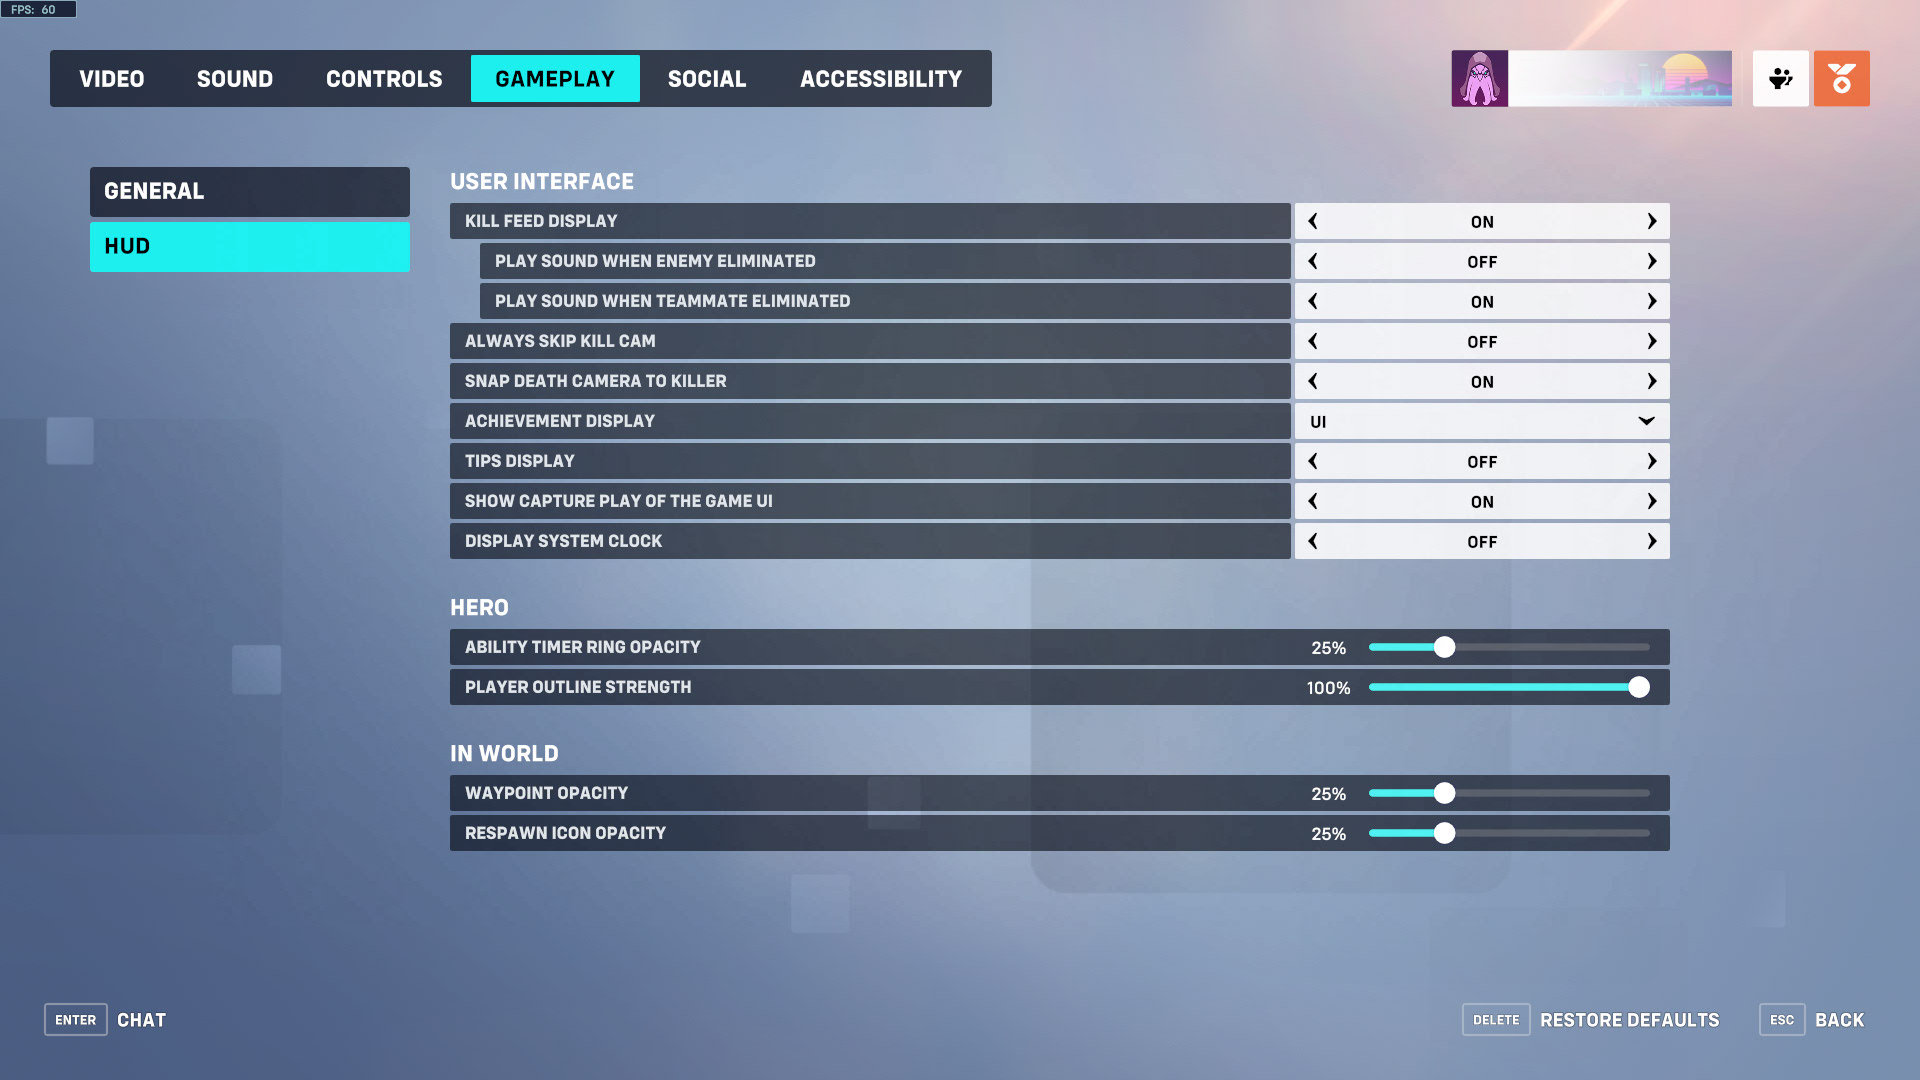 FPS: 60
VIDEO SOUND CONTROLS GAMEPLAY SOCIAL ACCESSIBILITY
GENERAL
HUD
USER INTERFACE
KILL FEED DISPLAY ON
PLAY SOUND WHEN ENEMY ELIMINATED OFF
PLAY SOUND WHEN TEAMMATE ELIMINATED ON
ALWAYS SKIP KILL CAM OFF
SNAP DEATH CAMERA TO KILLER ON
ACHIEVEMENT DISPLAY UI
TIPS DISPLAY OFF
SHOW CAPTURE PLAY OF THE GAME UI ON
DISPLAY SYSTEM CLOCK OFF
HERO
ABILITY TIMER RING OPACITY 25%
PLAYER OUTLINE STRENGTH 100%
IN WORLD
WAYPOINT OPACITY 25%
RESPAWN ICON OPACITY 25%
ENTER CHAT DELETE RESTORE DEFAULTS ESC BACK